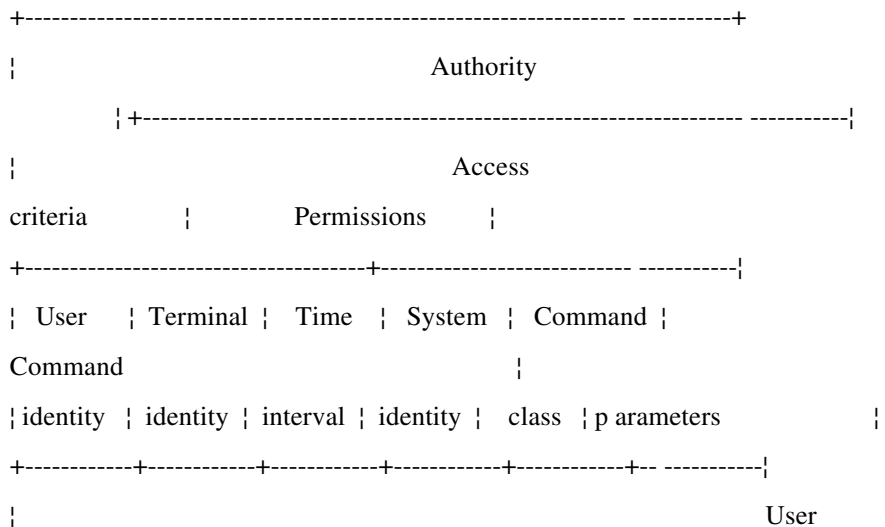 +------------------------------------------------------------------- -----------+
¦ Authority
¦ +------------------------------------------------------------------- -----------¦
¦ Access
criteria ¦ Permissions ¦
+--------------------------------------+---------------------------- -----------¦
¦ User ¦ Terminal ¦ Time ¦ System ¦ Command ¦
Command ¦
¦ identity ¦ identity ¦ interval ¦ identity ¦ class ¦ p arameters ¦
+------------+-------------+-------------+------------+-------------+-- -----------¦
¦ User